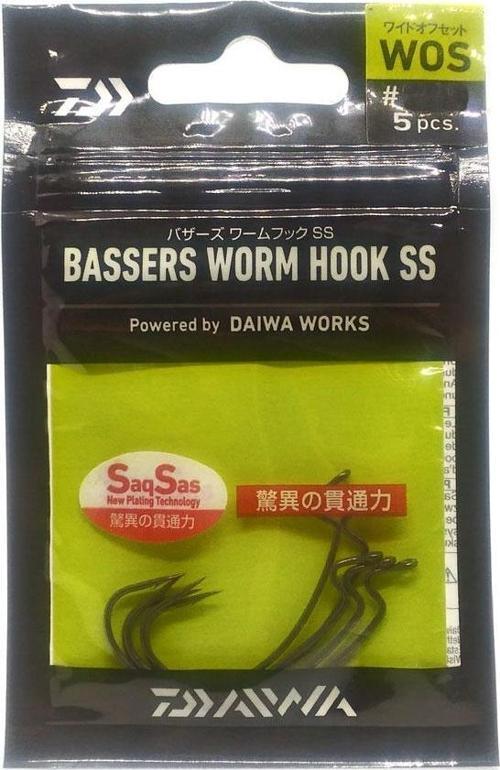 ワイドオフセット
WOS
#
5 pcs.
バザーズ ワームフック SS
BASSERS WORM HOOK SS
Powered by DAIWA WORKS
SaqSas
New Plating Technology
驚異の貫通力
驚異の貫通力
DAIWA